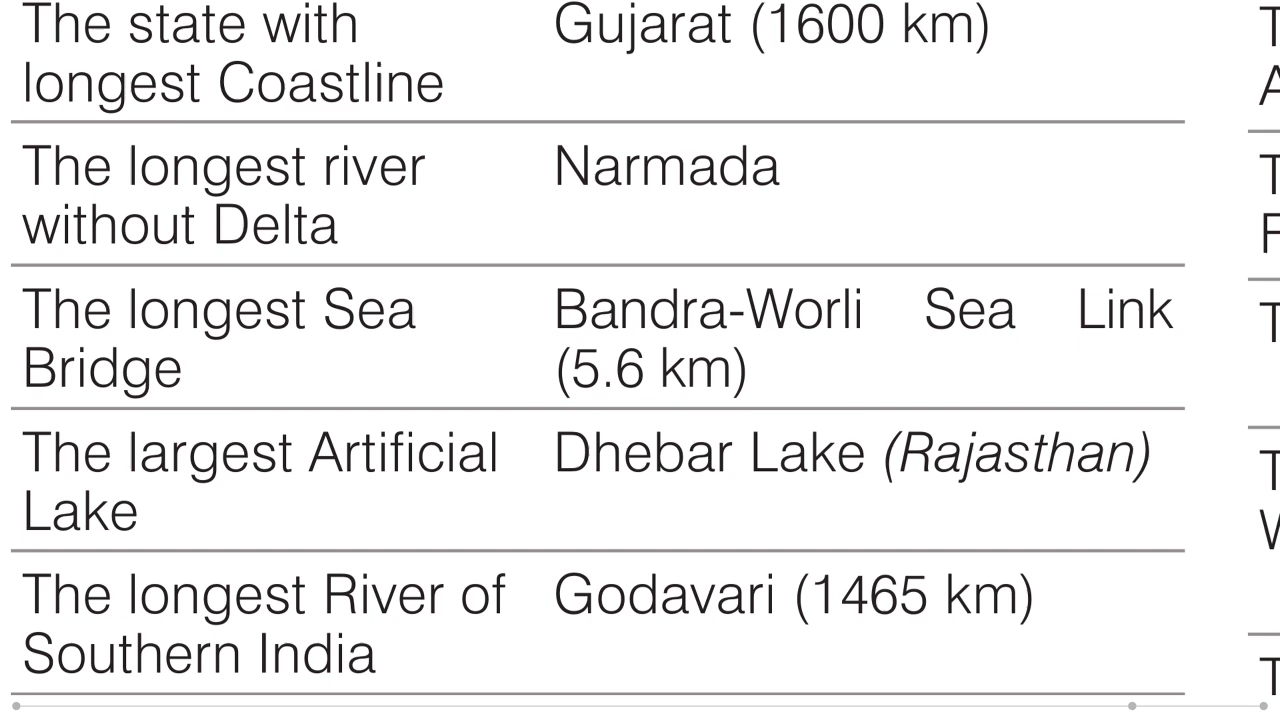 The state with Gujarat (1600 km)
longest Coastline
The longest river Narmada
without Delta
The longest Sea Bandra-Worli Sea Link
Bridge (5.6 km)
The largest Artificial Dhebar Lake (Rajasthan)
Lake
The longest River of Godavari (1465 km)
Southern India